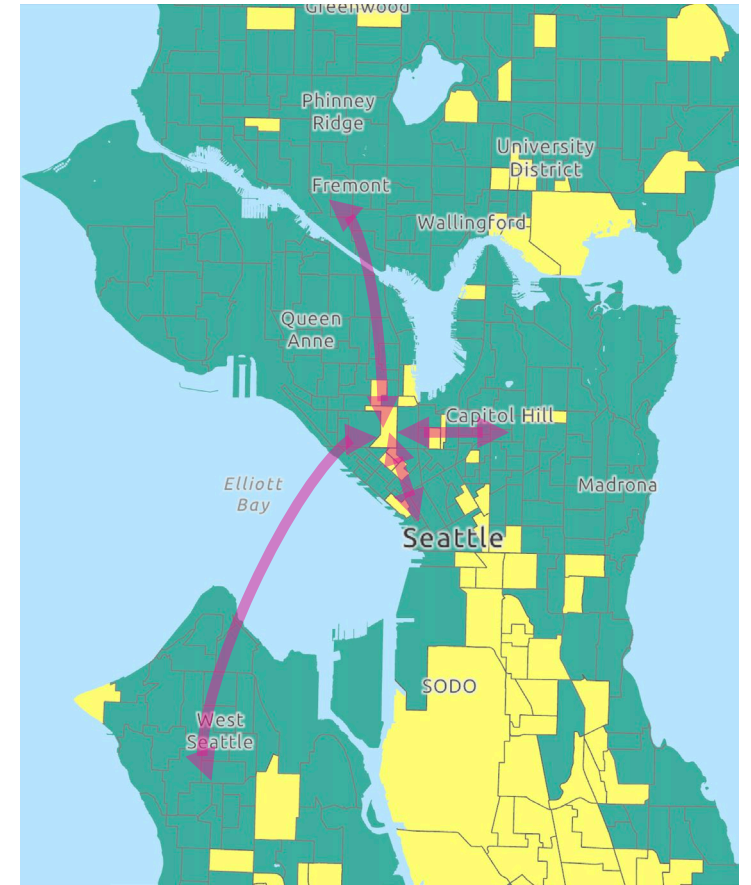 Greenwood
Phinney
Ridge
University
District
Fremont
Wallingford
Queen
Anne
Capitol Hill
Elliott
Bay
Madrona
Seattle
SODO
West
Seattle